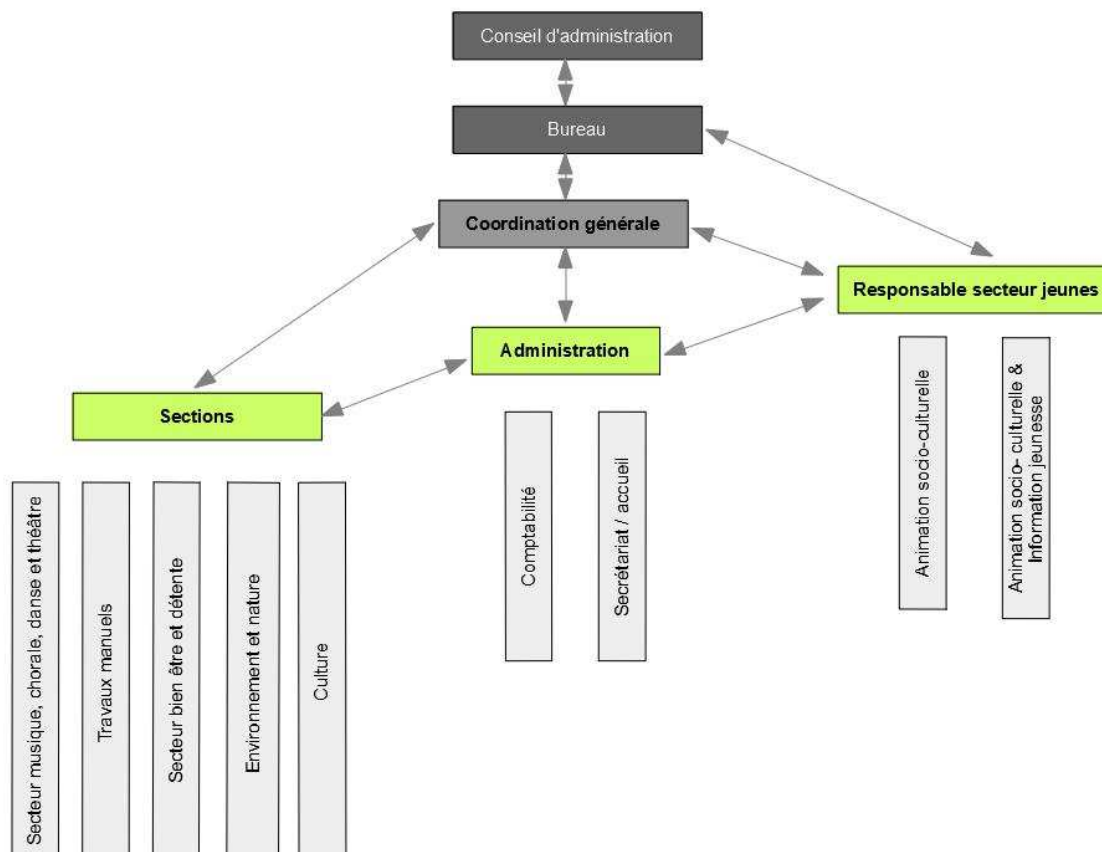 Conseil d'administration
Bureau
Coordination générale
Responsable secteur jeunes
Administration
Sections
Secteur musique, chorale, danse et théâtre
Travaux manuels
Secteur bien être et détente
Environnement et nature
Culture
Comptabilité
Secrétariat / accueil
Animation socio-culturelle
Animation socio- culturelle &
Information jeunesse